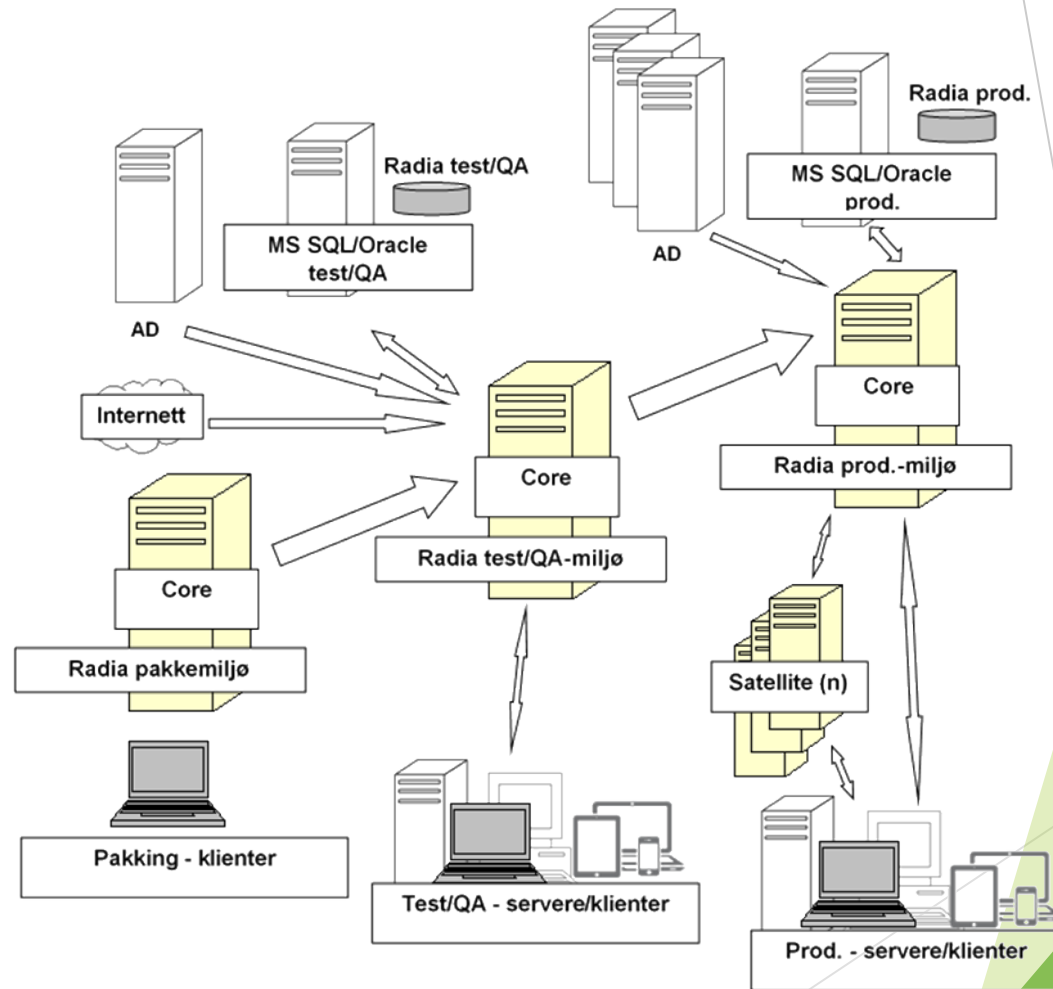 Radia prod.
MS SQL/Oracle
prod.
Radia test/QA
MS SQL/Oracle
test/QA
AD
AD
Internett
Core
Radia prod.-miljø
Core
Radia test/QA-miljø
Core
Radia pakkemiljø
Satellite (n)
Pakking - klienter
Test/QA - servere/klienter
Prod. - servere/klienter